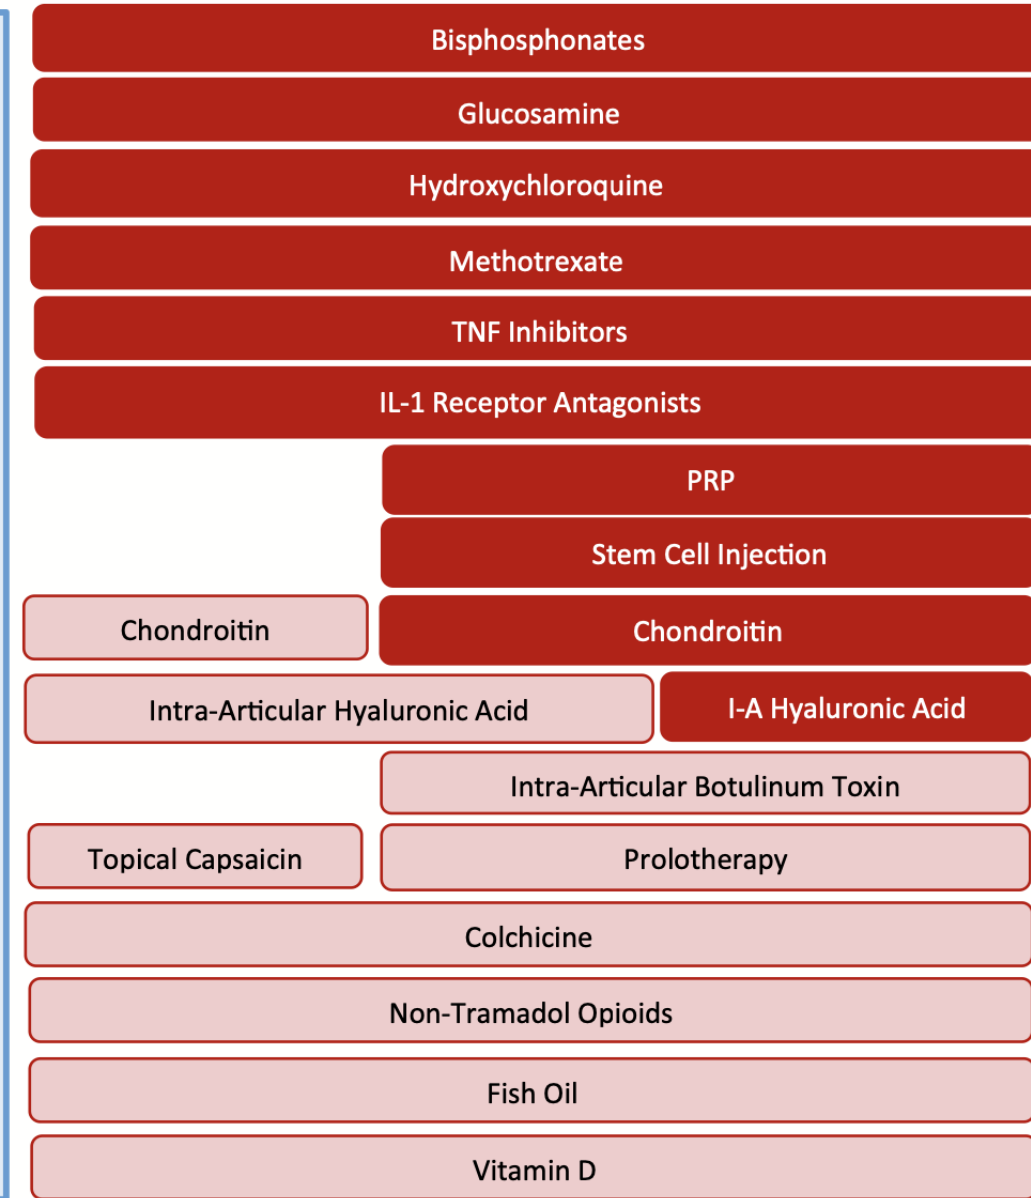 Bisphosphonates
Glucosamine
Hydroxychloroquine
Methotrexate
TNF Inhibitors
IL-1 Receptor Antagonists
PRP
Stem Cell Injection
Chondroitin
Chondroitin
Intra-Articular Hyaluronic Acid
I-A Hyaluronic Acid
Intra-Articular Botulinum Toxin
Topical Capsaicin
Prolotherapy
Colchicine
Non-Tramadol Opioids
Fish Oil
Vitamin D